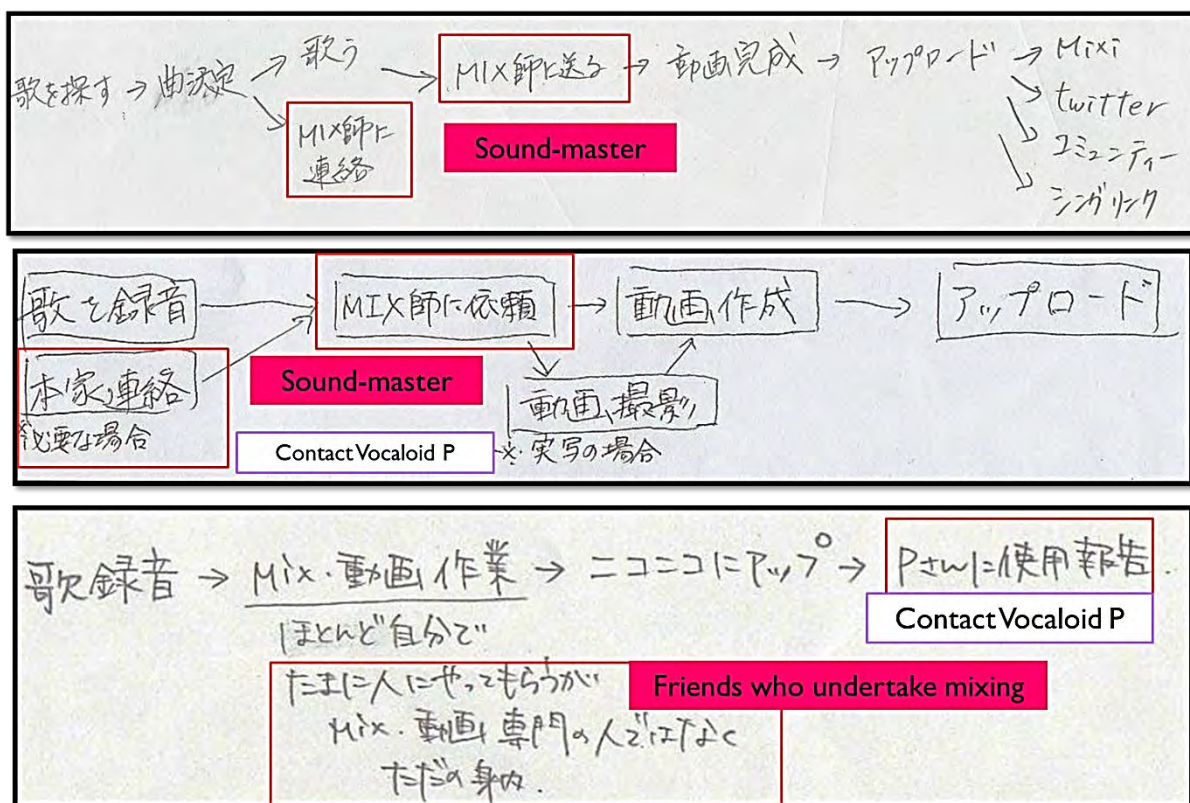 歌を探す → 曲決定 → 歌う → MIX師に送る → 動画完成 → アップロード → Mixi
MIX師に
連絡
Sound-master
twitter
コミュニティー
シングリンク
歌を録音 → MIX師に依頼 → 動画作成 → アップロード
本家連絡
※必要な場合
Sound-master
動画撮影
Contact Vocaloid P
※実写の場合
歌録音 → Mix・動画作業 → ニコニコにアップ → Pさんに使用報告.
Contact Vocaloid P
ほとんど自分で
たまに人にやってもらうが
Friends who undertake mixing
Mix・動画専門の人ではなく
ただの身内.